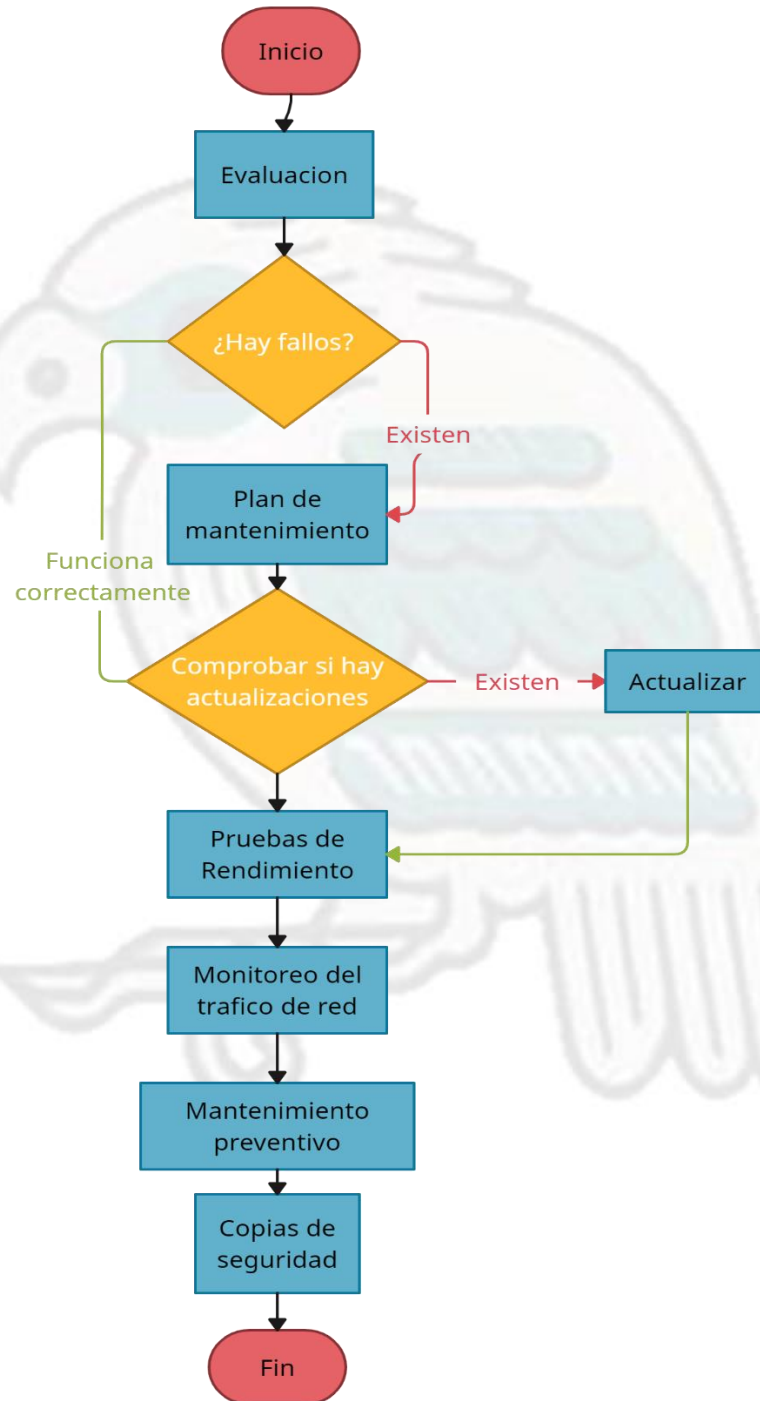 Inicio
Evaluacion
¿Hay fallos?
Existen
Plan de
mantenimiento
Funciona
correctamente
Comprobar si hay
actualizaciones
Existen
Actualizar
Pruebas de
Rendimiento
Monitoreo del
trafico de red
Mantenimiento
preventivo
Copias de
seguridad
Fin